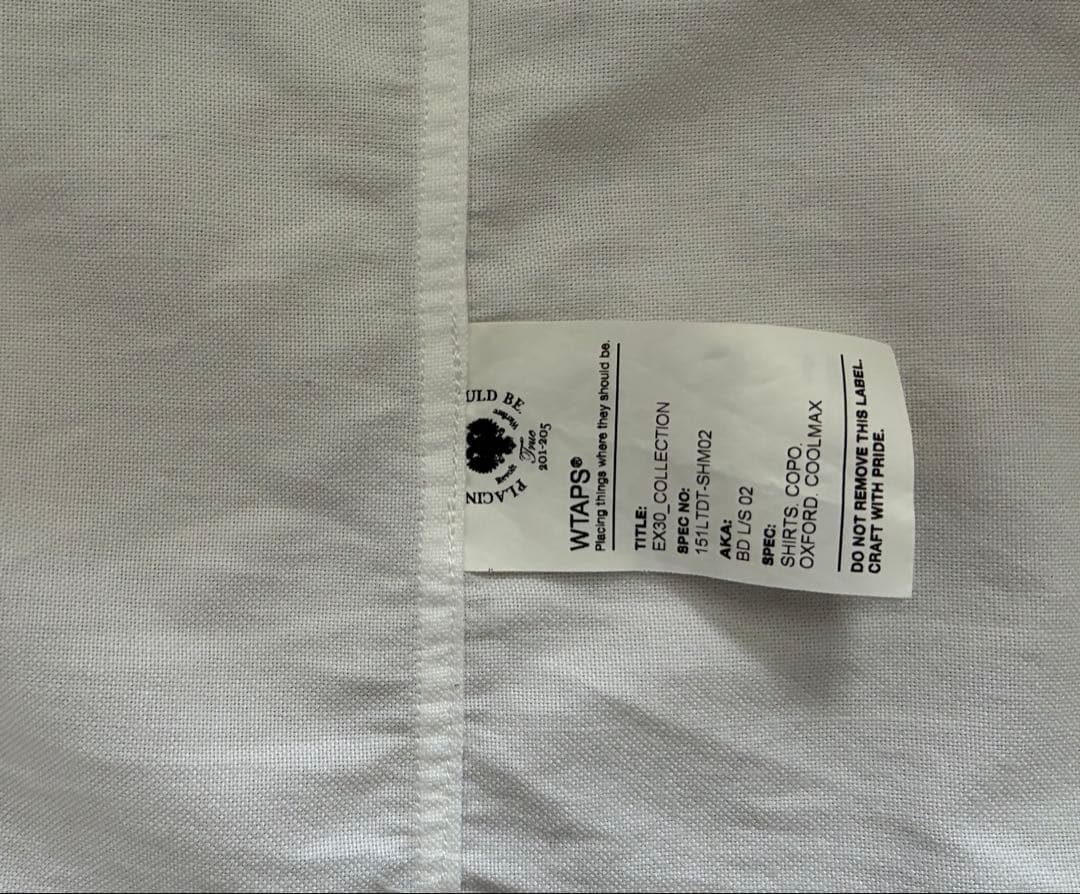 PLACIN
ULD BE.
True
201-205
WTAPS®
Placing things where they should be.
TITLE:
EX30_COLLECTION
SPEC NO:
151LTDT-SHM02
AKA:
BD L/S 02
SPEC:
SHIRTS. COPO.
OXFORD. COOLMAX
DO NOT REMOVE THIS LABEL.
CRAFT WITH PRIDE.